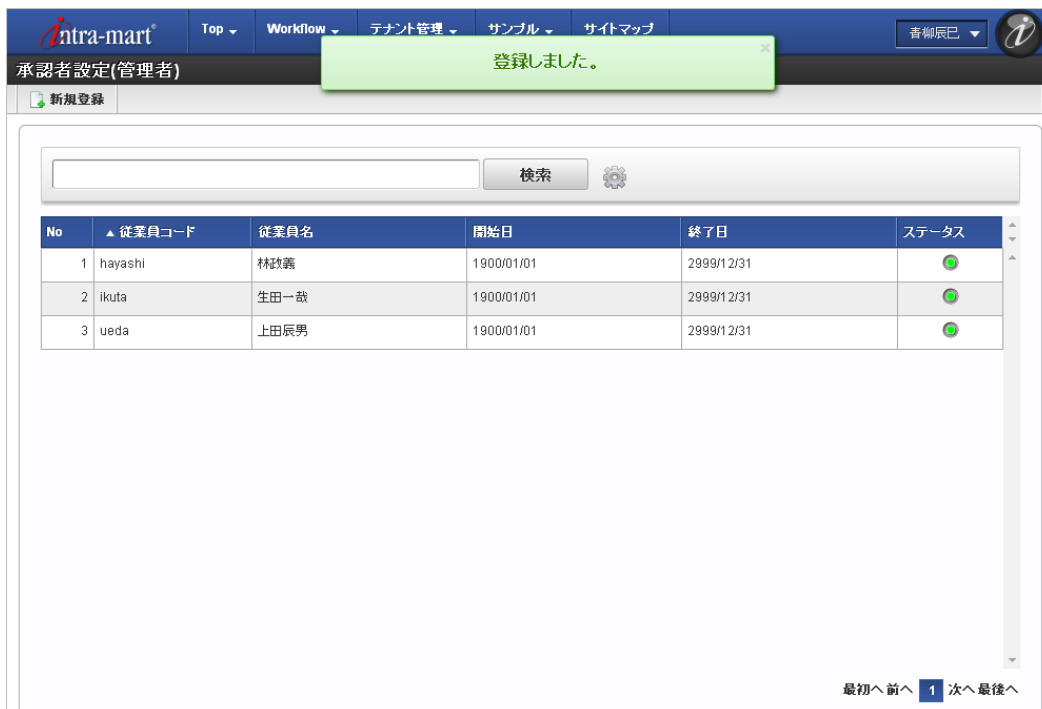 intra-mart® Top Workflow テナント管理 サンプル サイトマップ 青柳辰巳
登録しました。
承認者設定(管理者)
新規登録
検索
No 従業員コード 従業員名 開始日 終了日 ステータス
1 hayashi 林政義 1900/01/01 2999/12/31
2 ikuta 生田一哉 1900/01/01 2999/12/31
3 ueda 上田辰男 1900/01/01 2999/12/31
最初へ 前へ 1 次へ 最後へ